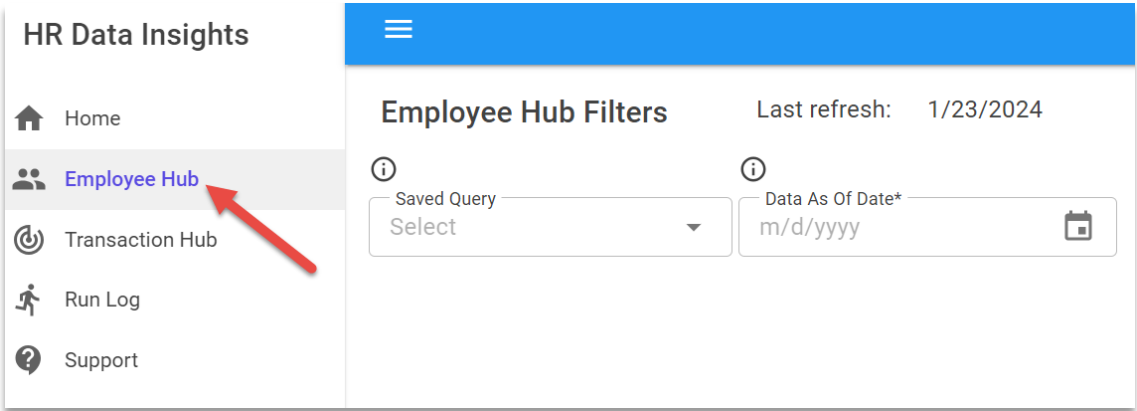 HR Data Insights
Home
Employee Hub
Transaction Hub
Run Log
Support
Employee Hub Filters
Last refresh: 1/23/2024
Saved Query
Select
Data As Of Date*
m/d/yyyy